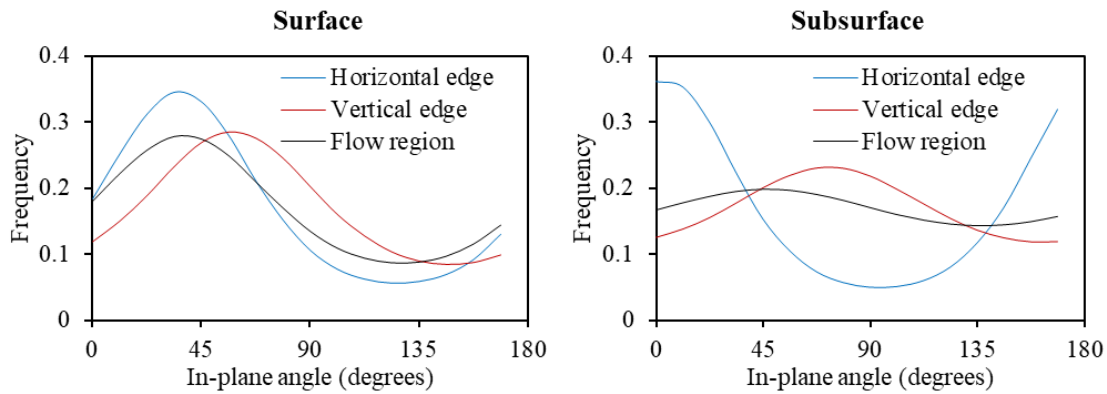 Surface
0.4
0.3
0.2
0.1
0
Frequency
Horizontal edge
Vertical edge
Flow region
0 45 90 135 180
In-plane angle (degrees)
Subsurface
0.4
0.3
0.2
0.1
0
Frequency
Horizontal edge
Vertical edge
Flow region
0 45 90 135 180
In-plane angle (degrees)